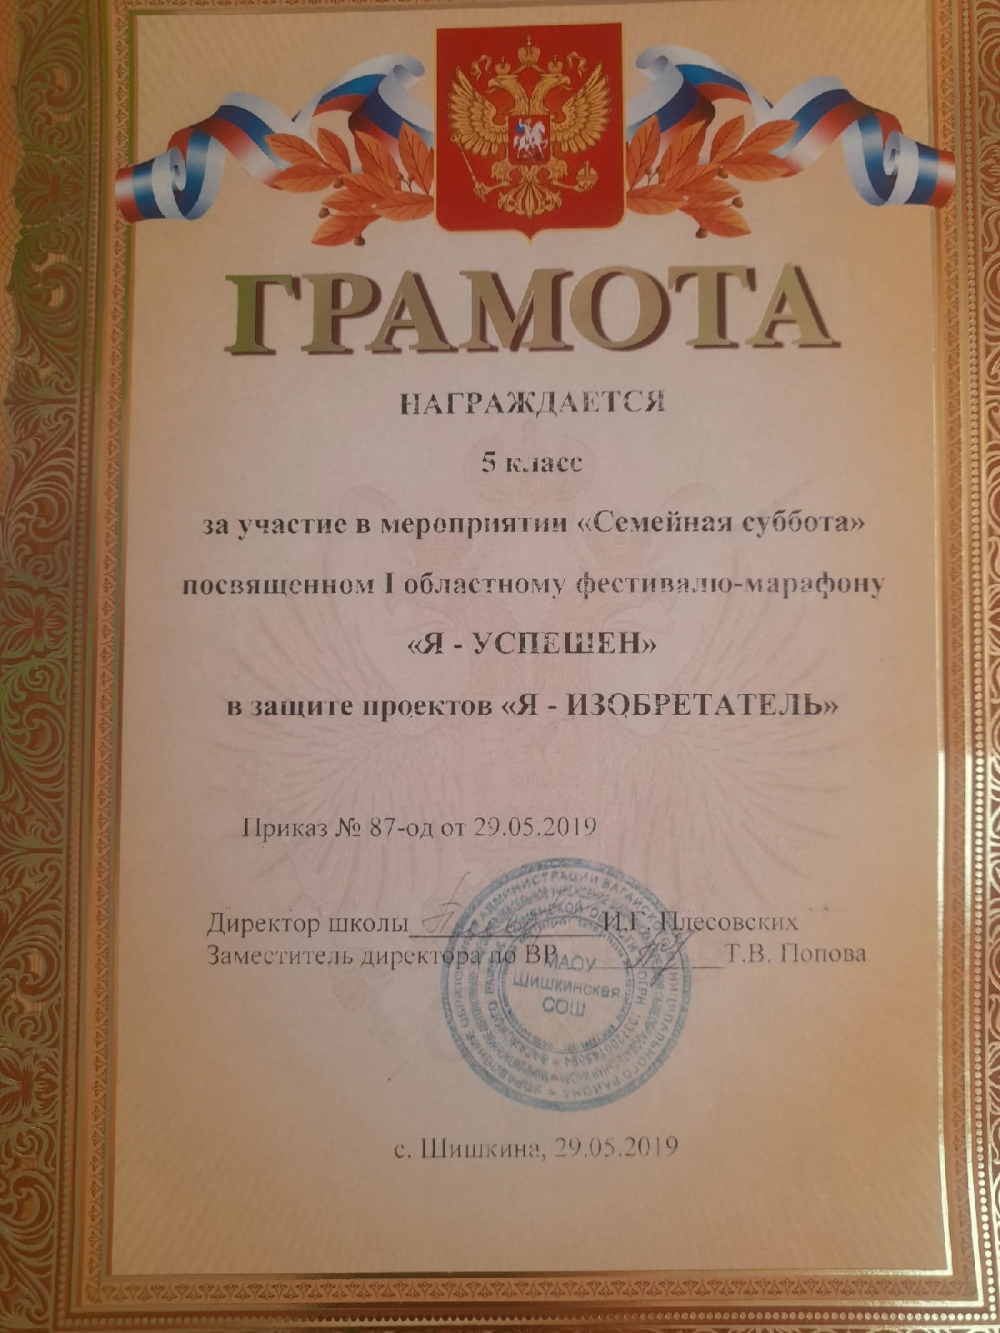 ГРАМОТА
НАГРАЖДАЕТСЯ
5 класс
за участие в мероприятии «Семейная суббота»
посвященном I областному фестивалю-марафону
«Я - УСПЕШЕН»
в защите проектов «Я - ИЗОБРЕТАТЕЛЬ»
Приказ № 87-од от 29.05.2019
Директор школы И.Г. Плесовских
Заместитель директора по ВР Т.В. Попова
МАОУ
Шишкинская
СОШ
с. Шишкина, 29.05.2019